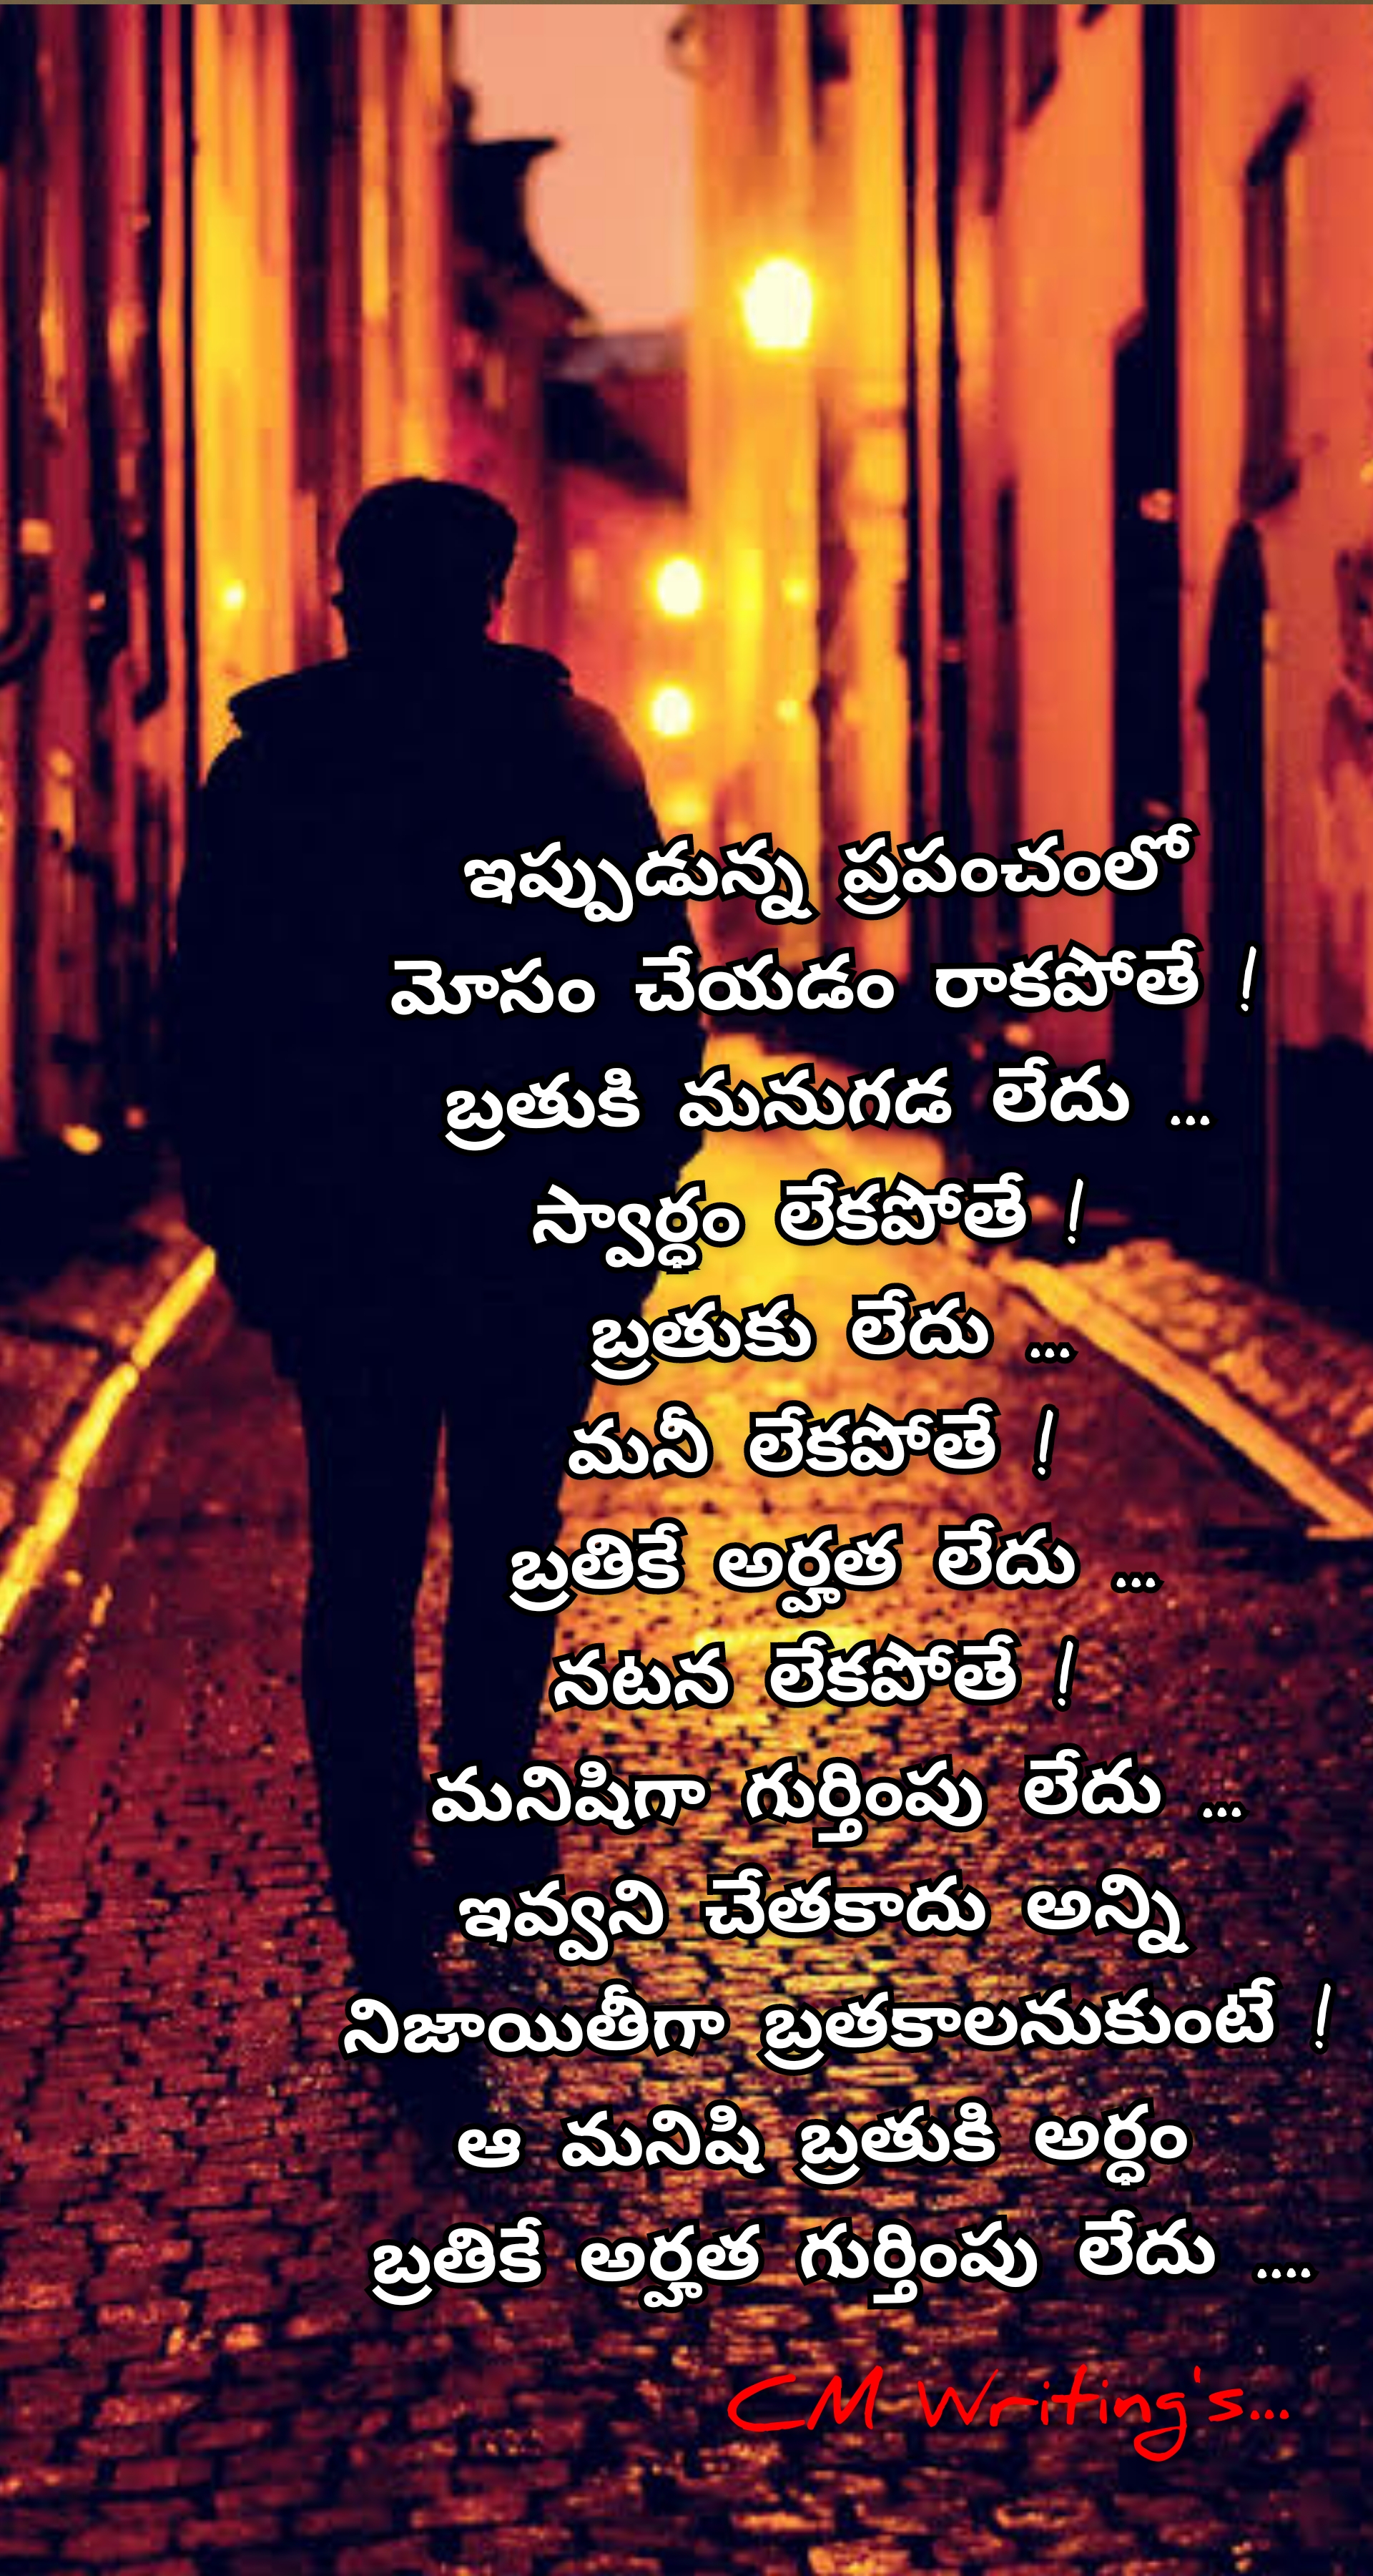 ఇప్పుడున్న ప్రపంచంలో
మోసం చేయడం రాకపోతే !
బ్రతుకి మనుగడ లేదు ...
స్వార్ధం లేకపోతే !
బ్రతుకు లేదు ...
మనీ లేకపోతే !
బ్రతికే అర్హత లేదు ...
నటన లేకపోతే !
మనిషిగా గుర్తింపు లేదు ...
ఇవ్వని చేతకాదు అన్ని
నిజాయితీగా బ్రతకాలనుకుంటే !
ఆ మనిషి బ్రతుకి అర్ధం
బ్రతికే అర్హత గుర్తింపు లేదు ....
CM Writing's...